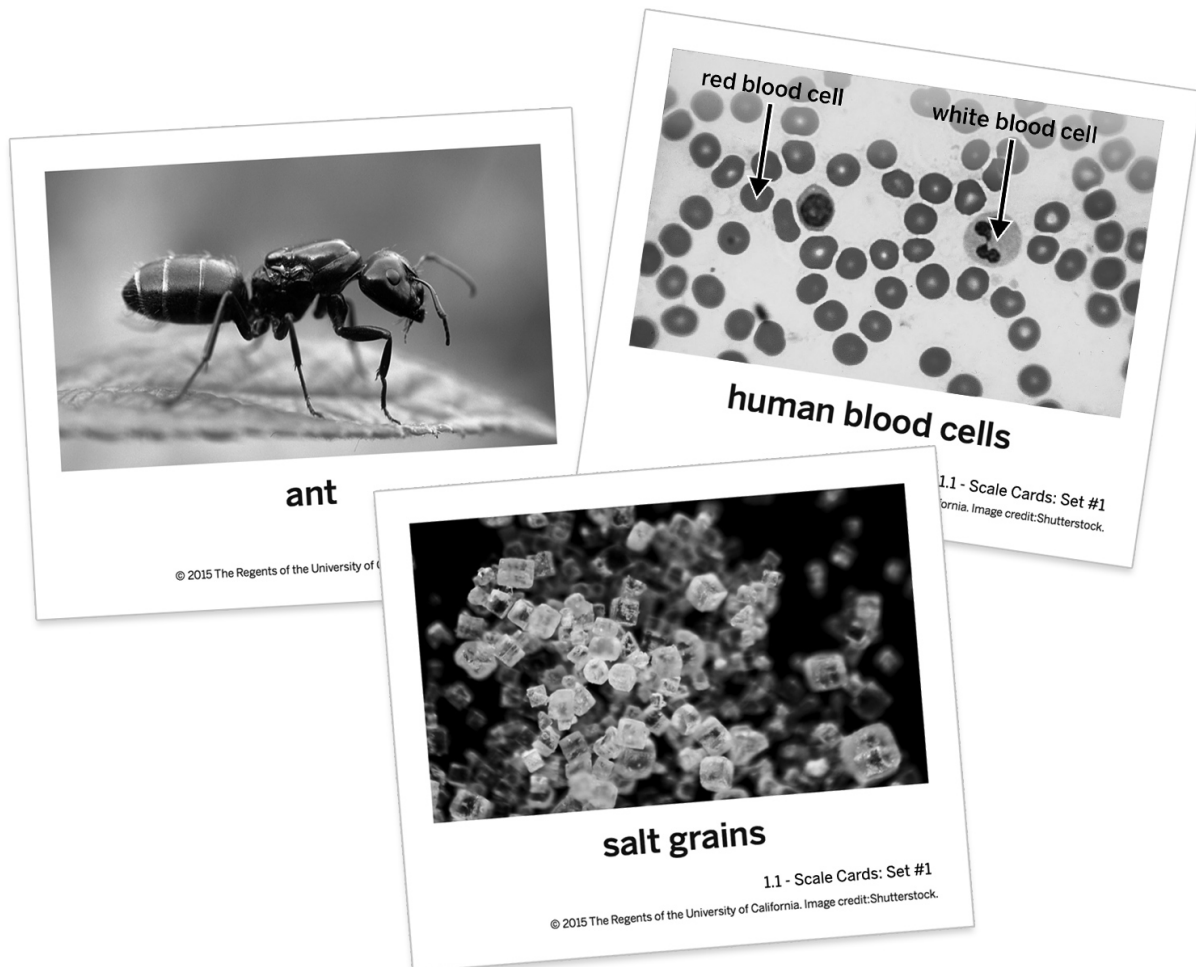 ant
© 2015 The Regents of the University of
red blood cell
white blood cell
human blood cells
1.1 - Scale Cards: Set #1
Image credit:Shutterstock.
salt grains
1.1 - Scale Cards: Set #1
© 2015 The Regents of the University of California. Image credit:Shutterstock.